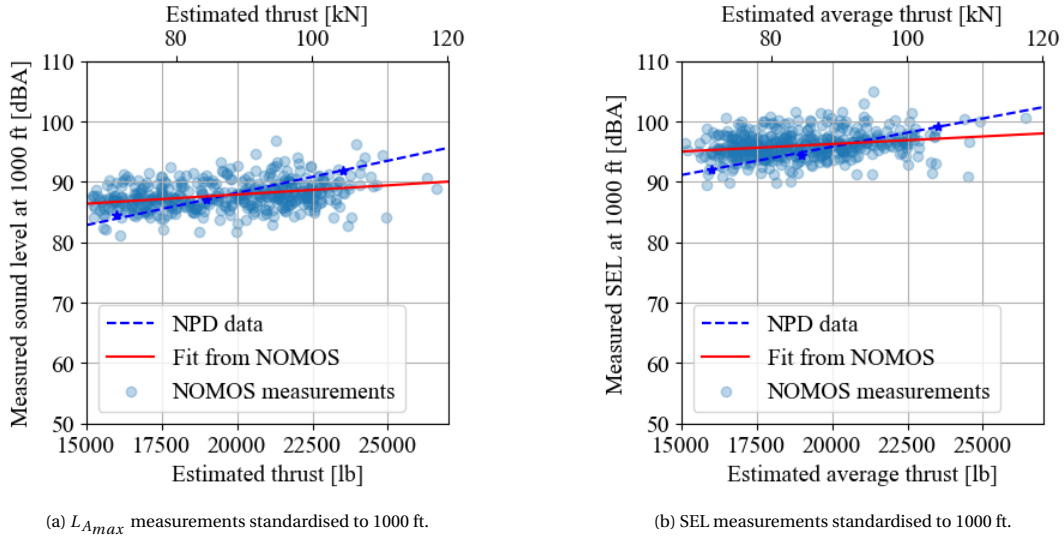 Estimated thrust [kN]
80 100 120
Measured sound level at 1000 ft [dBA]
110
100
90
80
70
60
50
NPD data
Fit from NOMOS
NOMOS measurements
15000 17500 20000 22500 25000
Estimated thrust [lb]
(a) L_{A_{max}} measurements standardised to 1000 ft.
Estimated average thrust [kN]
80 100 120
Measured SEL at 1000 ft [dBA]
110
100
90
80
70
60
50
NPD data
Fit from NOMOS
NOMOS measurements
15000 17500 20000 22500 25000
Estimated average thrust [lb]
(b) SEL measurements standardised to 1000 ft.